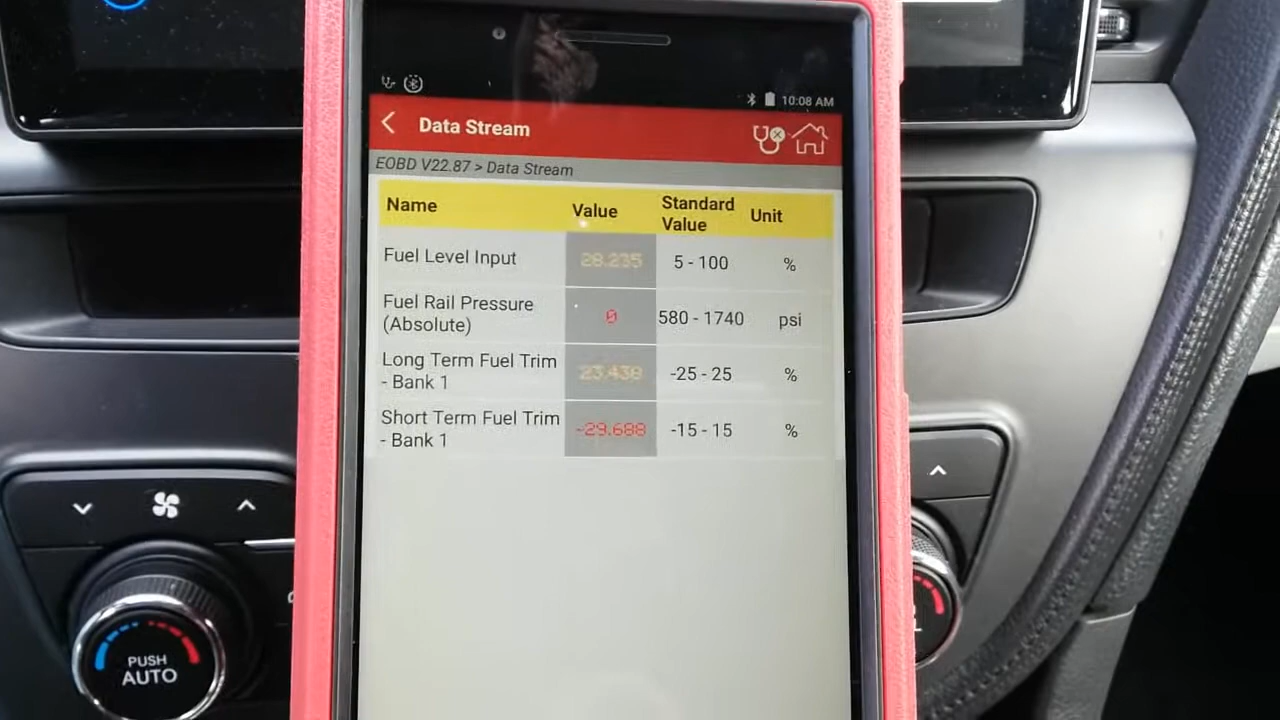 10:08 AM
Data Stream
EOBD V22.87 > Data Stream
Name Value Standard Value Unit
Fuel Level Input 28.235 5 - 100 %
Fuel Rail Pressure (Absolute) 0 580 - 1740 psi
Long Term Fuel Trim - Bank 1 23.438 -25 - 25 %
Short Term Fuel Trim - Bank 1 -29.688 -15 - 15 %
PUSH
AUTO